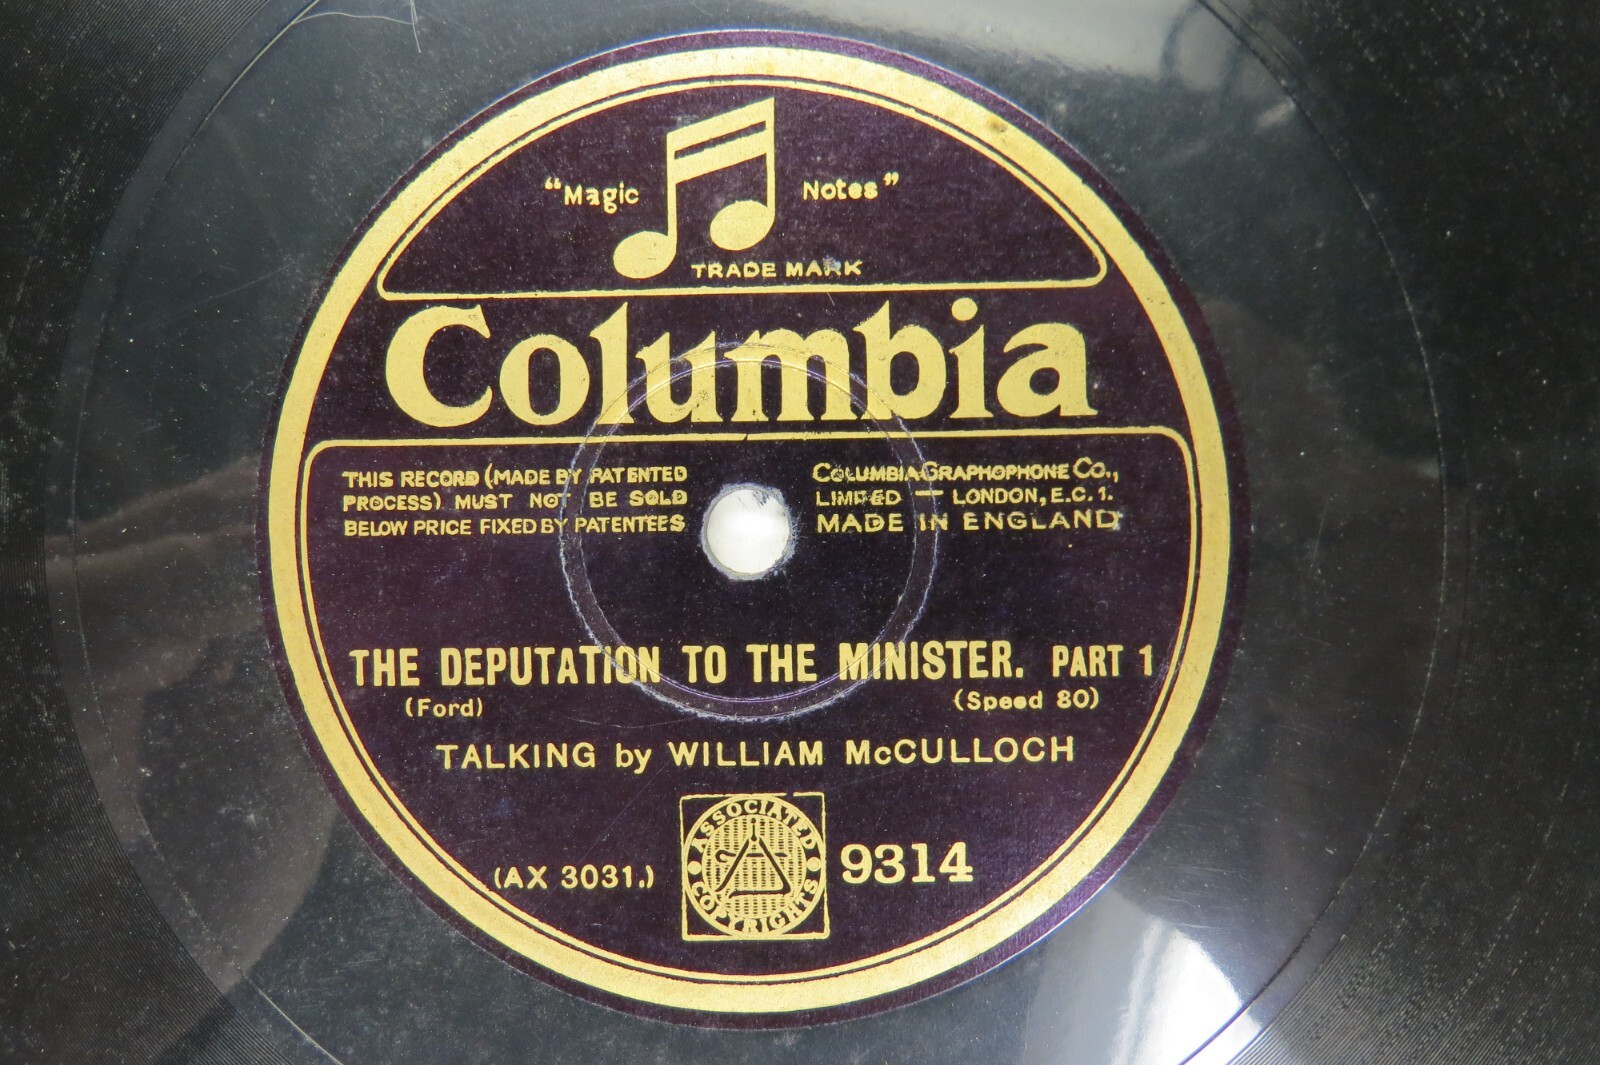 "Magic Notes"
TRADE MARK
Columbia
THIS RECORD (MADE BY PATENTED
PROCESS) MUST NOT BE SOLD
BELOW PRICE FIXED BY PATENTEES
COLUMBIA GRAPHOPHONE CO.,
LIMITED — LONDON, E.C.1.
MADE IN ENGLAND
THE DEPUTATION TO THE MINISTER. PART 1
(Ford) (Speed 80)
TALKING by WILLIAM McCULLOCH
(AX 3031.)
ASSOCIATED
COPYRIGHTS
9314